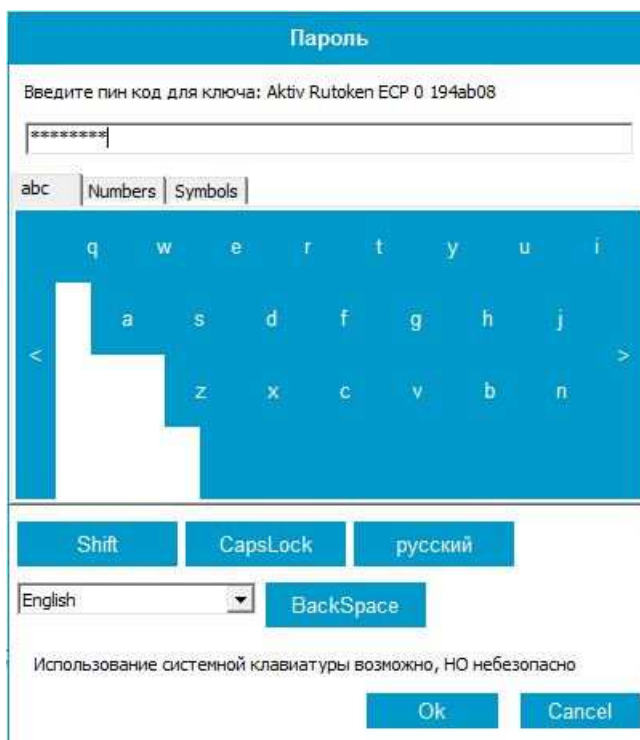 Пароль
Введите пин код для ключа: Aktiv Rutoken ECP 0 194ab08
********
abc Numbers Symbols
q w e r t y u i
a s d f g h j
< >
z x c v b n
Shift CapsLock русский
English BackSpace
Использование системной клавиатуры возможно, НО небезопасно
Ok Cancel